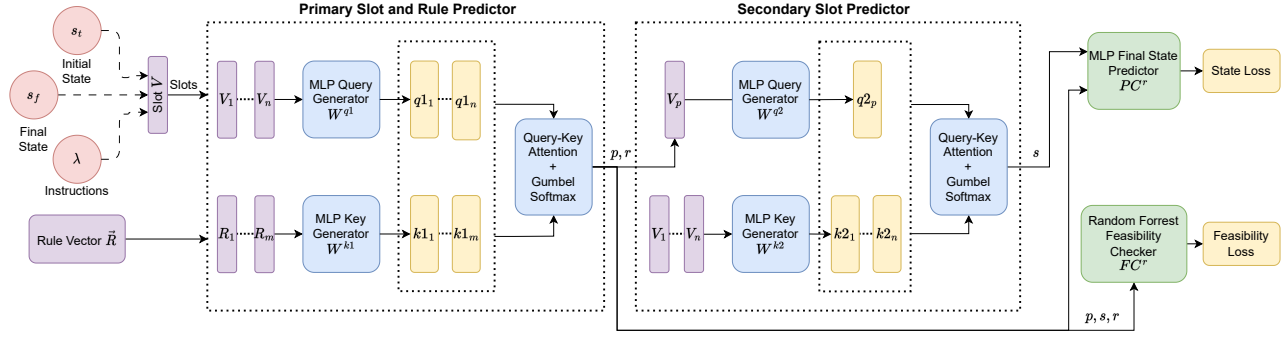 Primary Slot and Rule Predictor
Secondary Slot Predictor
s_t
Initial
State
s_f
Final
State
λ
Instructions
Slot V
Slots
Rule Vector R⃗
V_1 ····· V_n
MLP Query
Generator
W^{q1}
q1_1 ····· q1_n
R_1 ····· R_m
MLP Key
Generator
W^{k1}
k1_1 ····· k1_m
Query-Key
Attention
+
Gumbel
Softmax
p, r
V_p
MLP Query
Generator
W^{q2}
q2_p
V_1 ····· V_n
MLP Key
Generator
W^{k2}
k2_1 ····· k2_n
Query-Key
Attention
+
Gumbel
Softmax
s
MLP Final State
Predictor
PC^r
State Loss
Random Forrest
Feasibility
Checker
FC^r
Feasibility
Loss
p, s, r